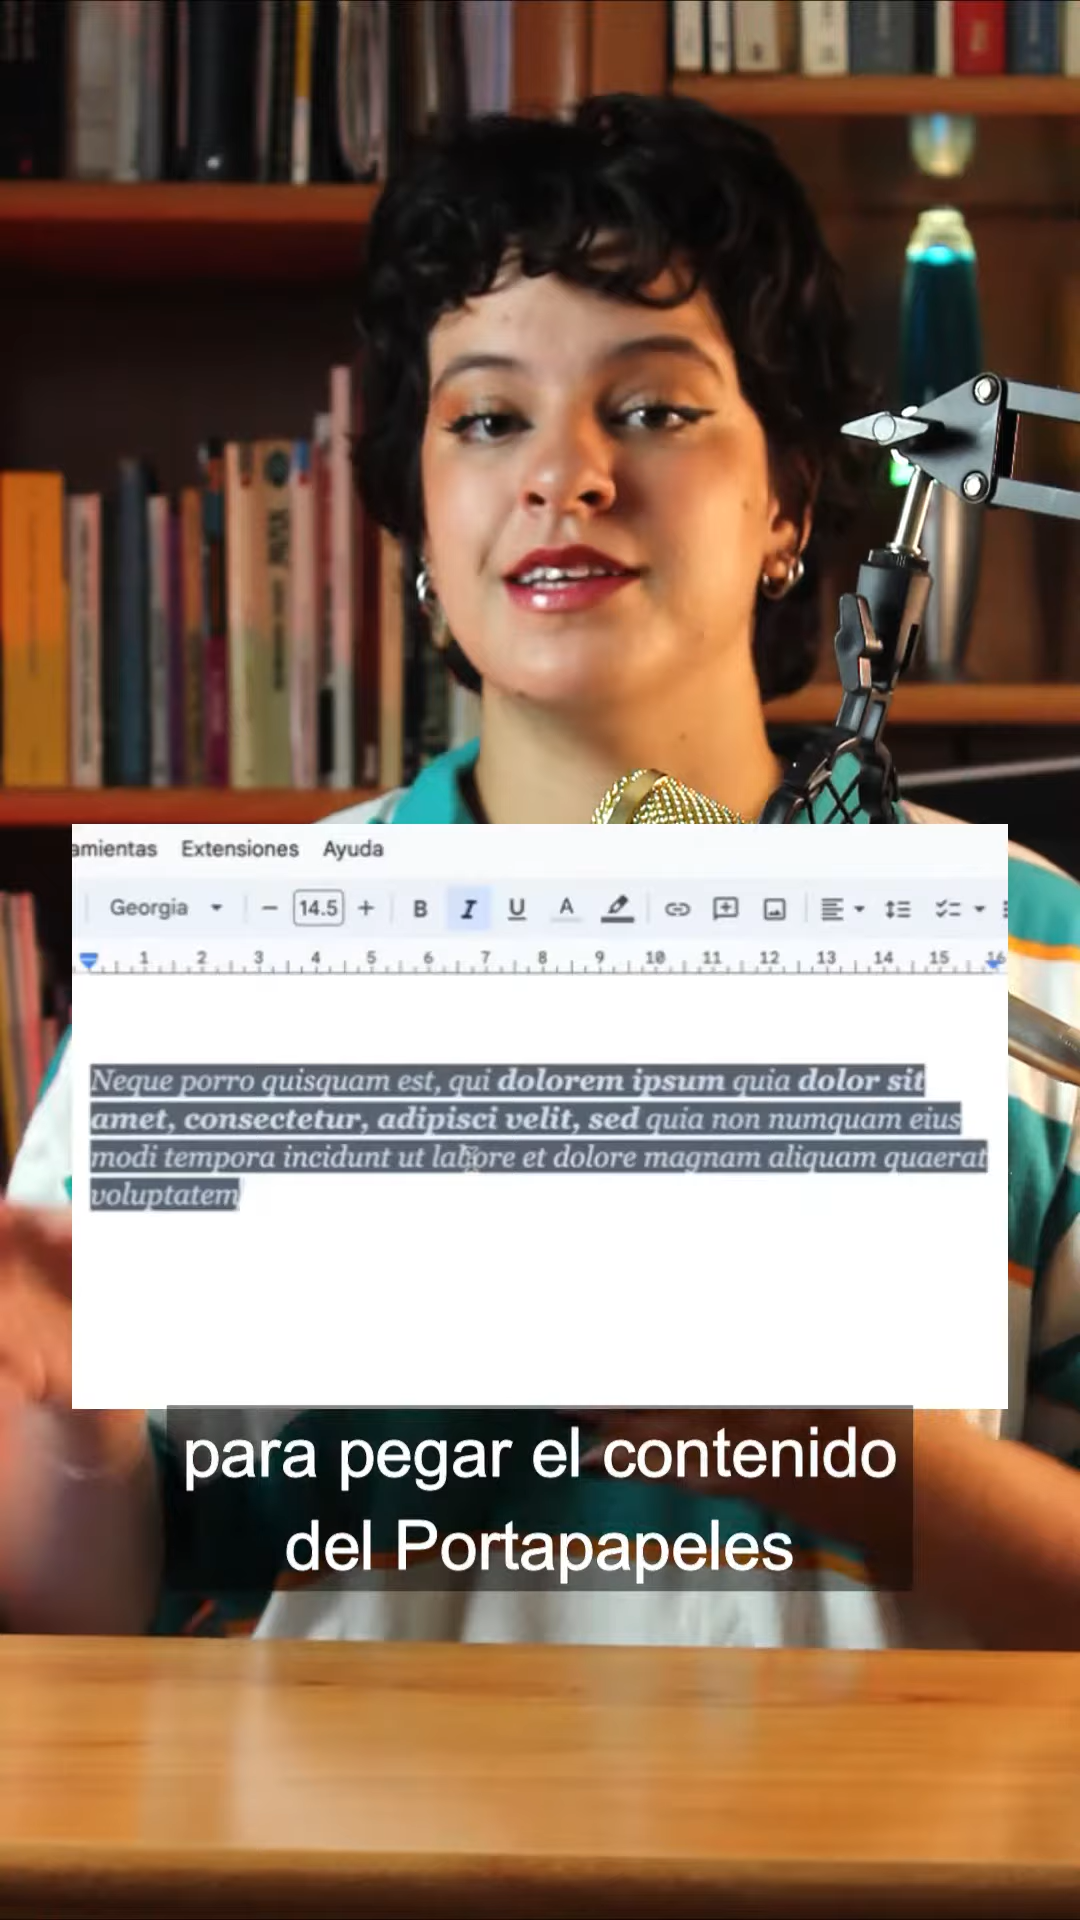 amientas Extensiones Ayuda
Georgia − 14.5 + B I U A
1 2 3 4 5 6 7 8 9 10 11 12 13 14 15 16
Neque porro quisquam est, qui dolorem ipsum quia dolor sit
amet, consectetur, adipisci velit, sed quia non numquam eius
modi tempora incidunt ut labore et dolore magnam aliquam quaerat
voluptatem
para pegar el contenido
del Portapapeles